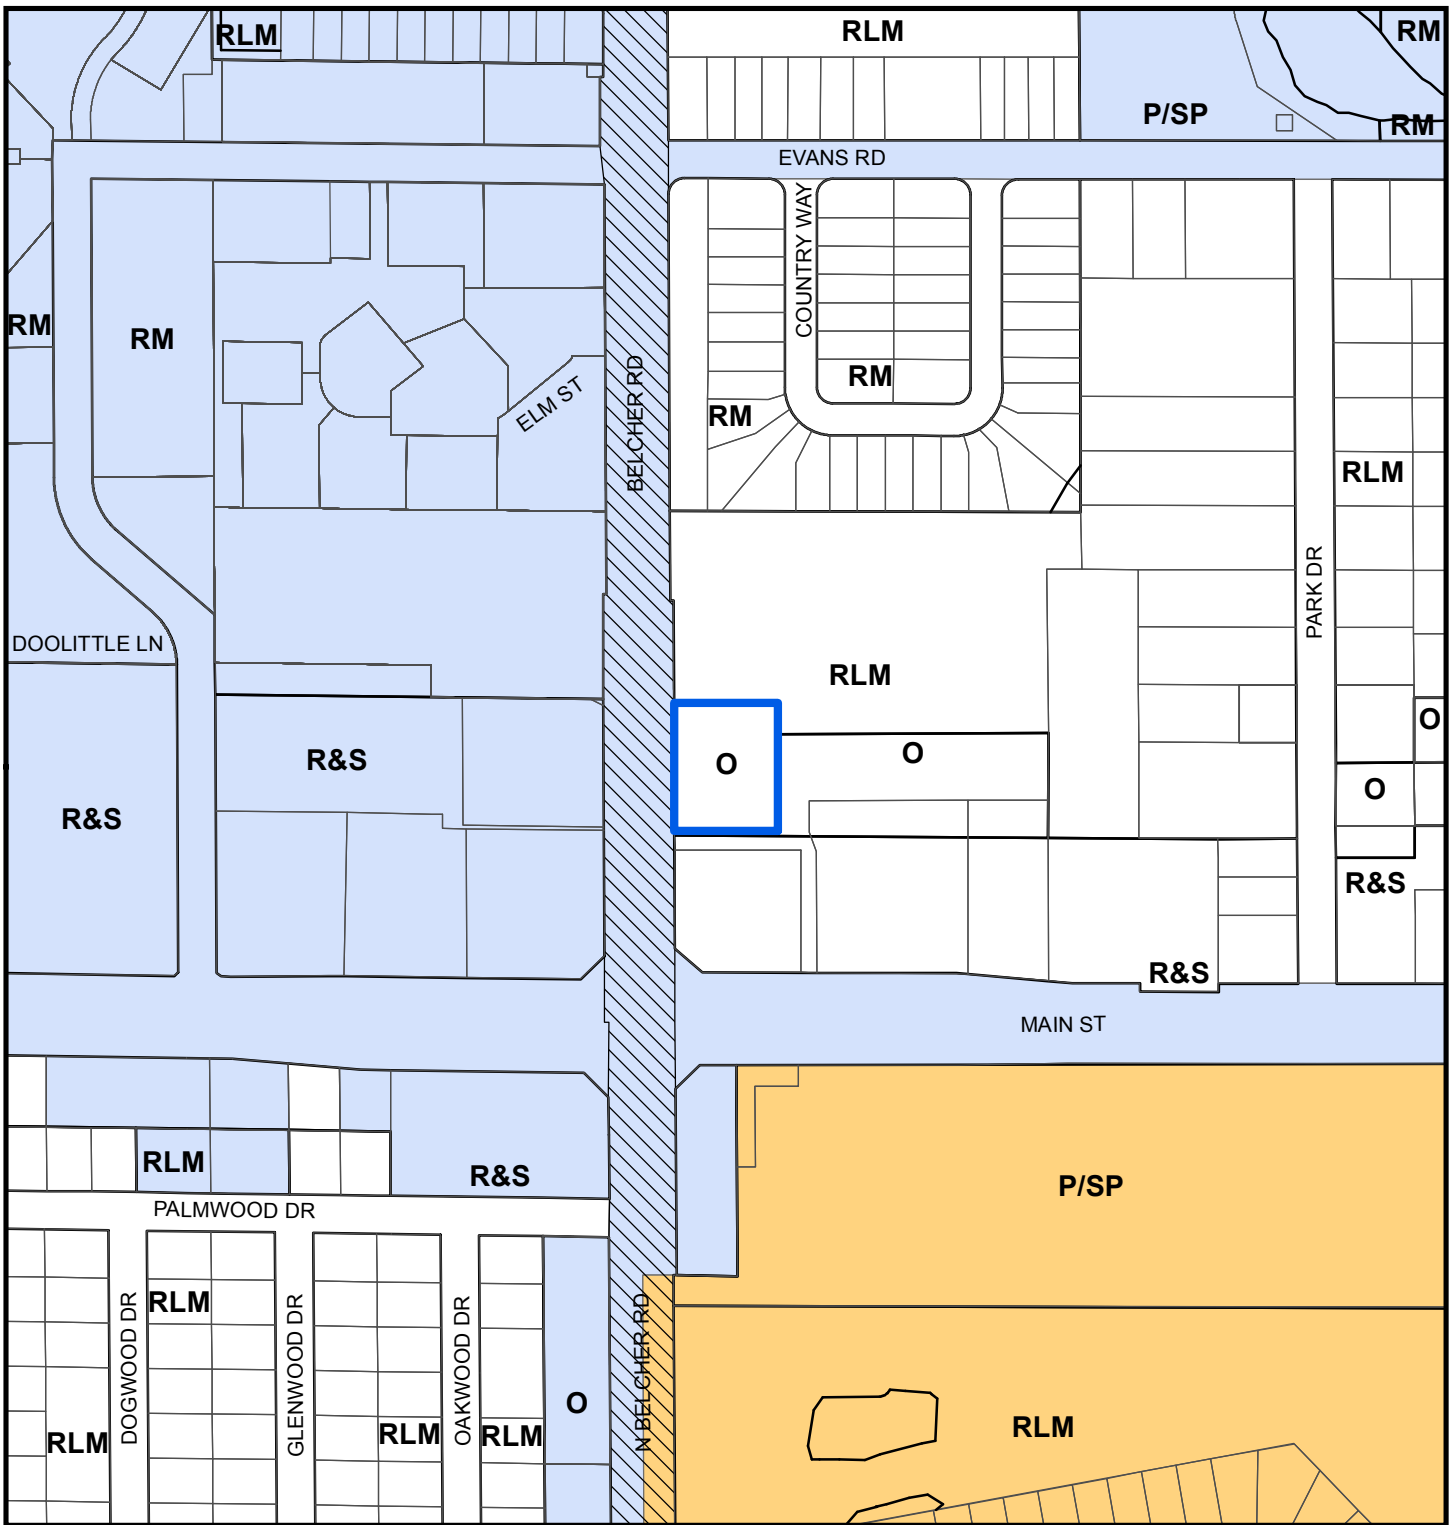 RLM
RLM
RM
P/SP
RM
EVANS RD
COUNTRY WAY
RM
RM
BELCHER RD
RM
ELM ST
RM
RLM
PARK DR
DOOLITTLE LN
RLM
O
R&S
O
O
O
R&S
R&S
R&S
MAIN ST
RLM
R&S
P/SP
PALMWOOD DR
DOGWOOD DR
RLM
GLENWOOD DR
OAKWOOD DR
N BELCHER RD
O
RLM
RLM
RLM
RLM